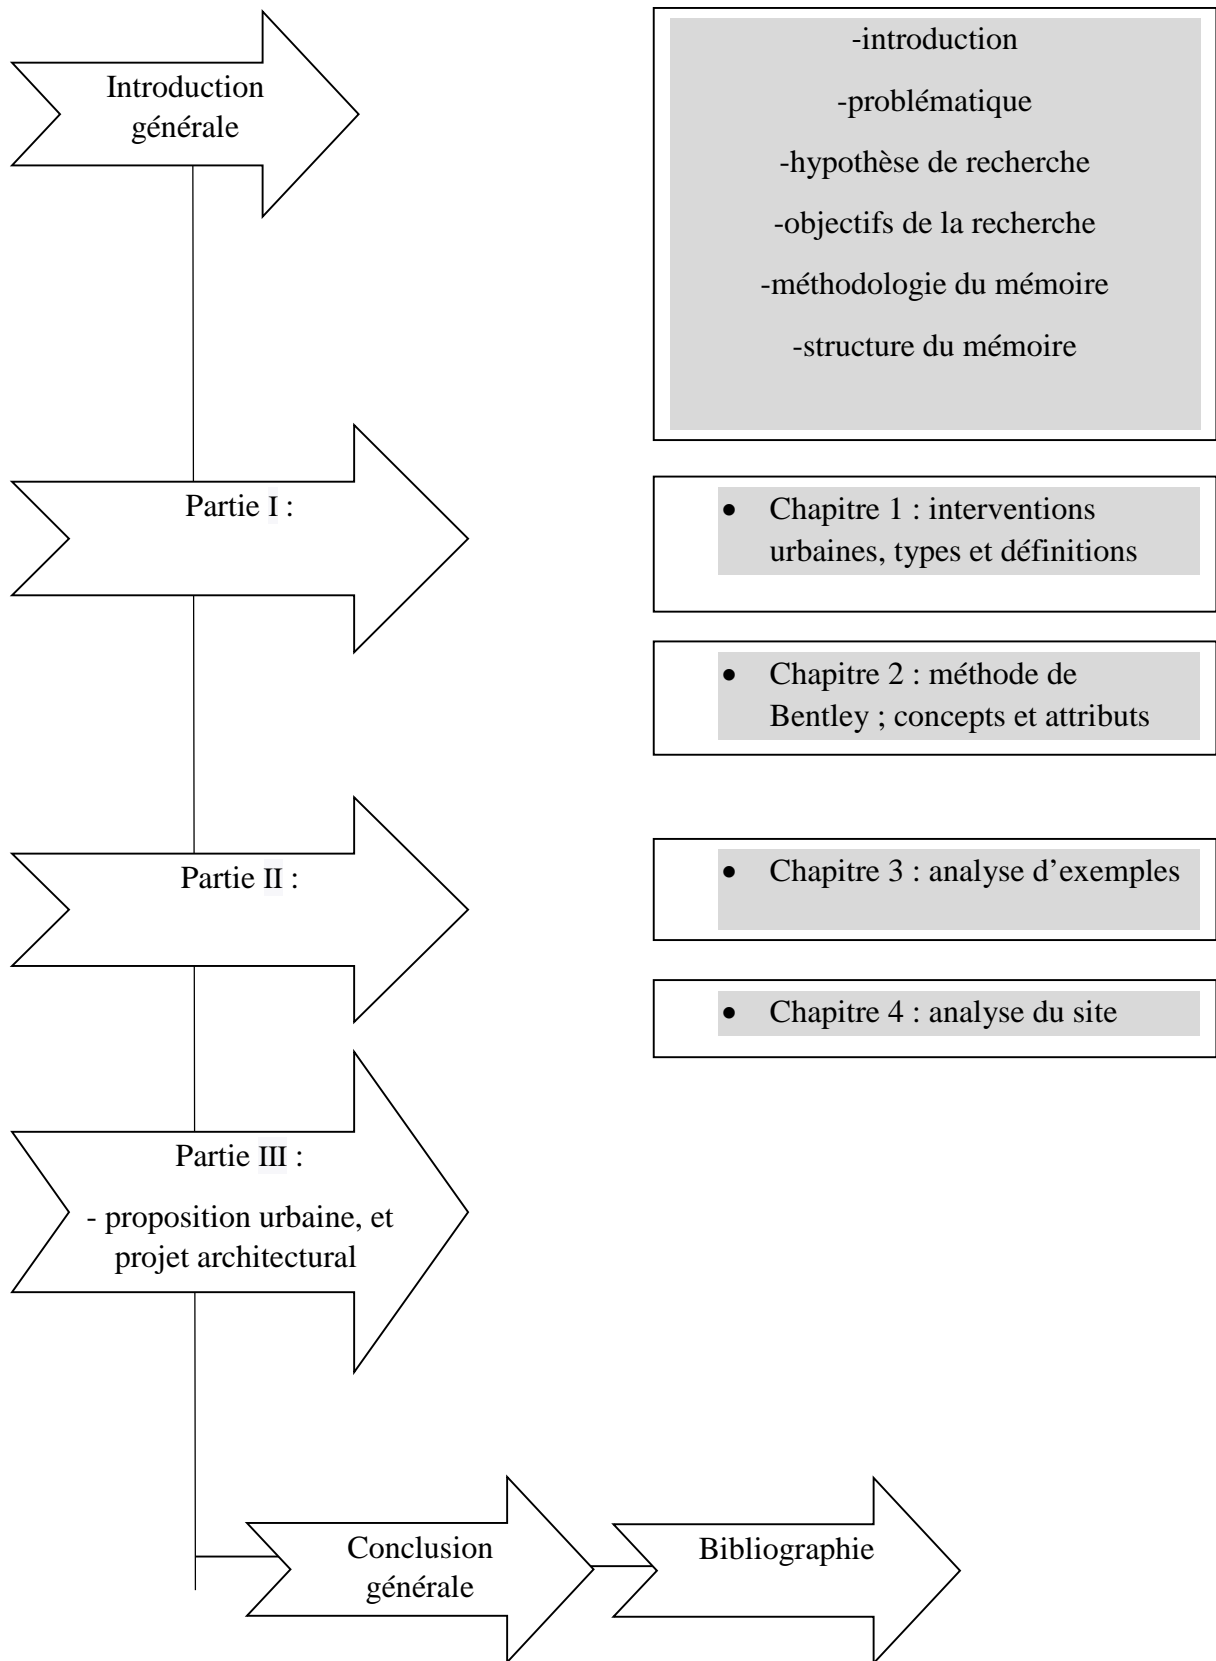 Introduction
générale
-introduction
-problématique
-hypothèse de recherche
-objectifs de la recherche
-méthodologie du mémoire
-structure du mémoire
Partie I :
• Chapitre 1 : interventions
urbaines, types et définitions
• Chapitre 2 : méthode de
Bentley ; concepts et attributs
Partie II :
• Chapitre 3 : analyse d’exemples
• Chapitre 4 : analyse du site
Partie III :
- proposition urbaine, et
projet architectural
Conclusion
générale
Bibliographie